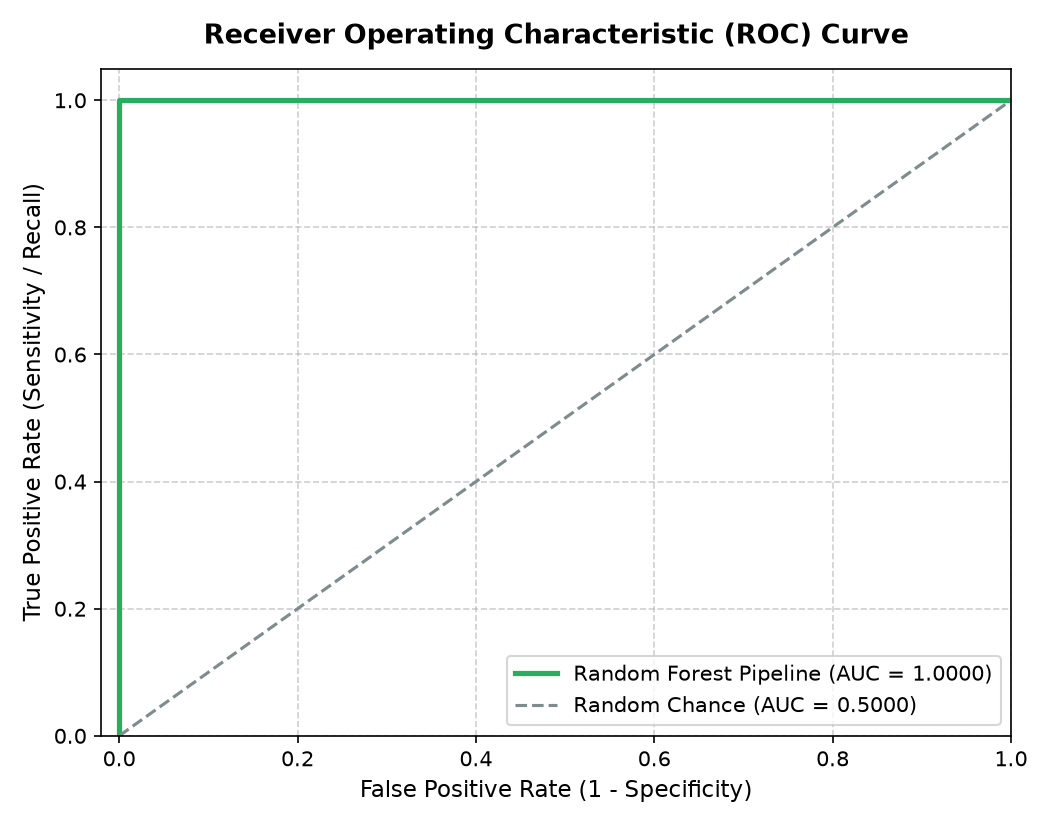 Receiver Operating Characteristic (ROC) Curve
1.0
0.8
0.6
0.4
0.2
0.0
True Positive Rate (Sensitivity / Recall)
Random Forest Pipeline (AUC = 1.0000)
Random Chance (AUC = 0.5000)
0.0 0.2 0.4 0.6 0.8 1.0
False Positive Rate (1 - Specificity)